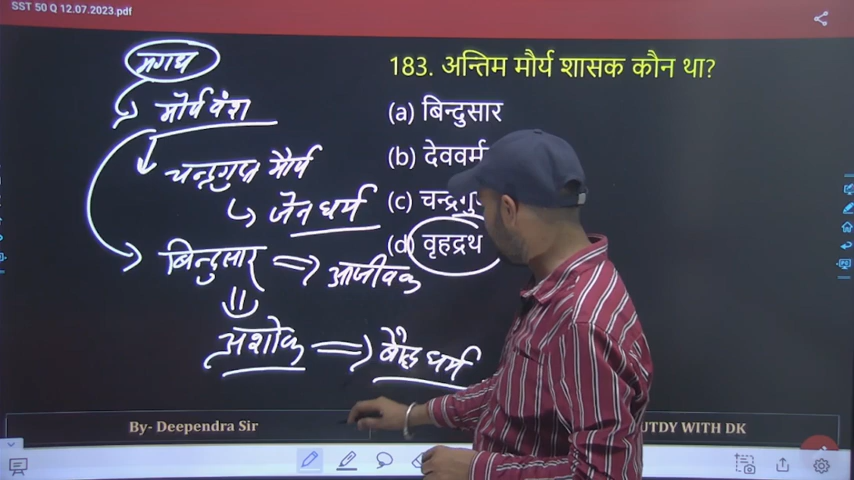 SST 50 Q 12.07.2023.pdf
183. अन्तिम मौर्य शासक कौन था?
(a) बिन्दुसार
(b) देववर्म
(c) चन्द्रगु
(d) वृहद्रथ
मगध
मौर्य वंश
चन्द्रगुप्त मौर्य
जैन धर्म
बिन्दुसार ⇒ आजीवक
अशोक ⇒ बौद्ध धर्म
By- Deependra Sir
UTDY WITH DK